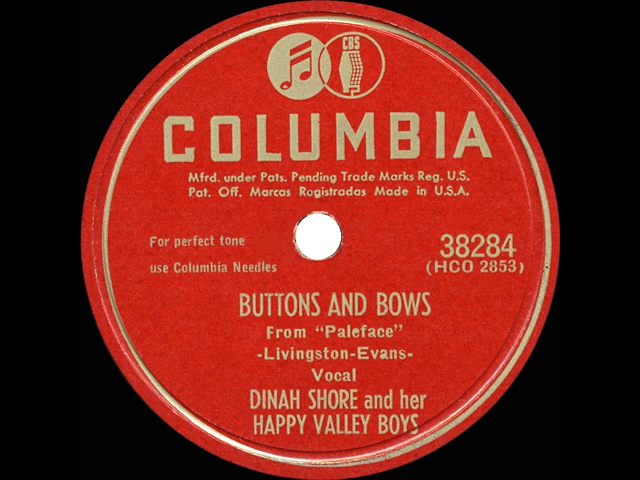 CBS
COLUMBIA
Mfrd. under Pats. Pending Trade Marks Reg. U.S.
Pat. Off. Marcas Rogistradas Made in U.S.A.
For perfect tone
use Columbia Needles
38284
(HCO 2853)
BUTTONS AND BOWS
From "Paleface"
-Livingston-Evans-
Vocal
DINAH SHORE and her
HAPPY VALLEY BOYS